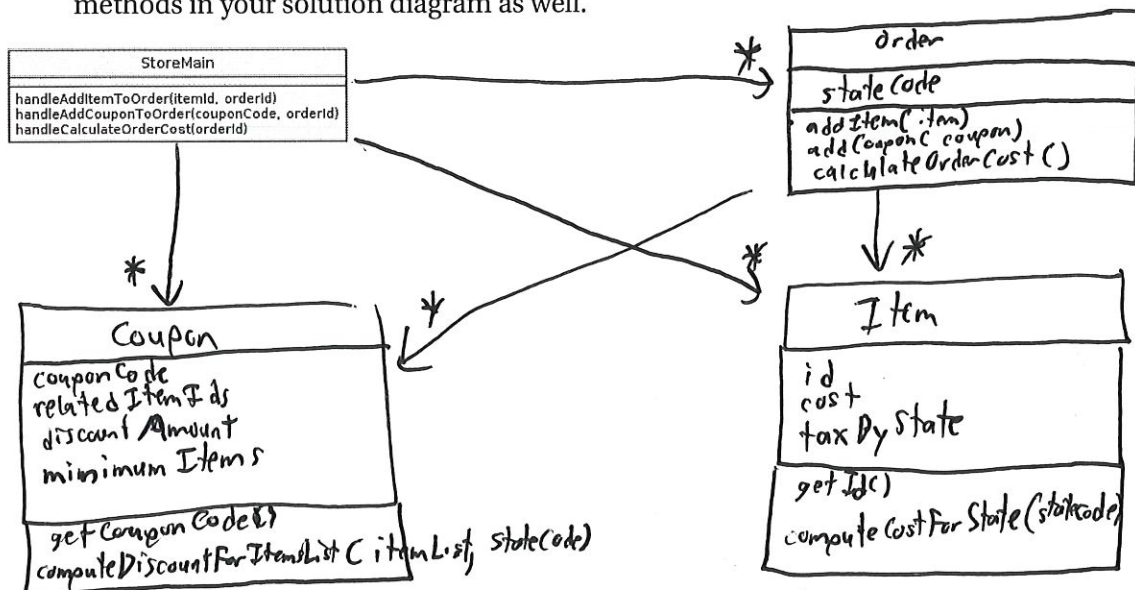 methods in your solution diagram as well.
StoreMain
handleAddItemToOrder(itemId, orderId)
handleAddCouponToOrder(couponCode, orderId)
handleCalculateOrderCost(orderId)
*
Order
stateCode
addItem(item)
addCoupon(coupon)
calculateOrderCost()
*
*
*
*
Coupon
couponCode
relatedItemIds
discountAmount
minimumItems
getCouponCode()
computeDiscountForItemsList(itemList, stateCode)
Item
id
cost
taxByState
getId()
computeCostForState(statecode)